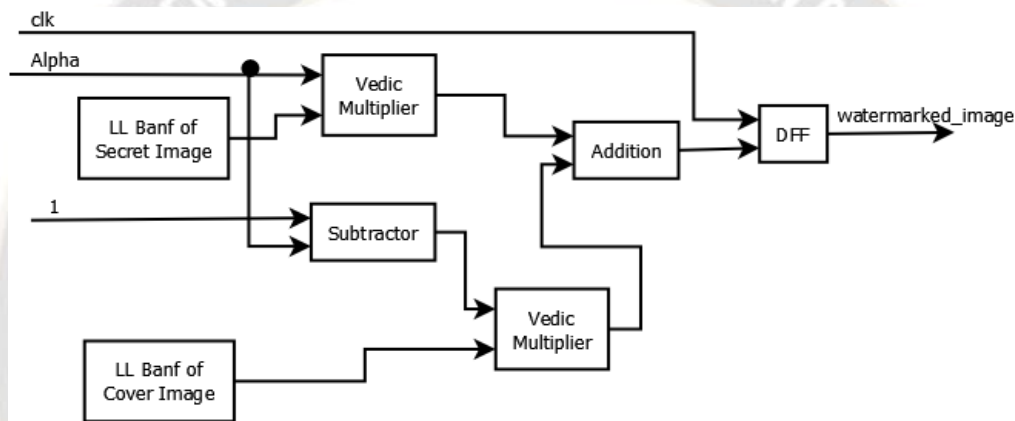 clk
Alpha
Vedic
Multiplier
LL Banf of
Secret Image
Addition
DFF
watermarked_image
1
Subtractor
Vedic
Multiplier
LL Banf of
Cover Image